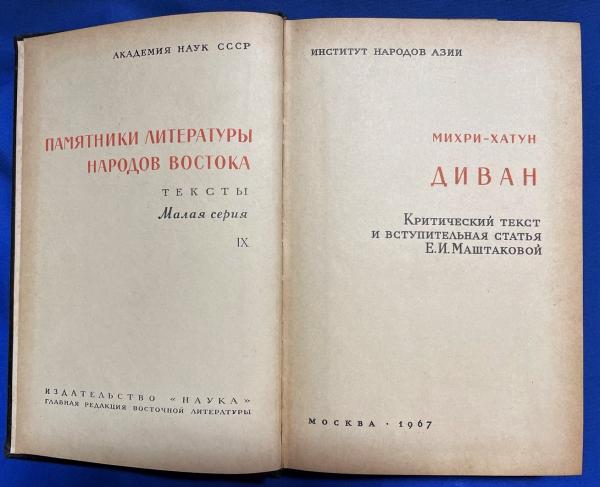 АКАДЕМИЯ НАУК СССР
ПАМЯТНИКИ ЛИТЕРАТУРЫ
НАРОДОВ ВОСТОКА
ТЕКСТЫ
Малая серия
IX
ИЗДАТЕЛЬСТВО «НАУКА»
ГЛАВНАЯ РЕДАКЦИЯ ВОСТОЧНОЙ ЛИТЕРАТУРЫ
ИНСТИТУТ НАРОДОВ АЗИИ
МИХРИ-ХАТУН
ДИВАН
КРИТИЧЕСКИЙ ТЕКСТ
И ВСТУПИТЕЛЬНАЯ СТАТЬЯ
Е.И.МАШТАКОВОЙ
МОСКВА · 1967